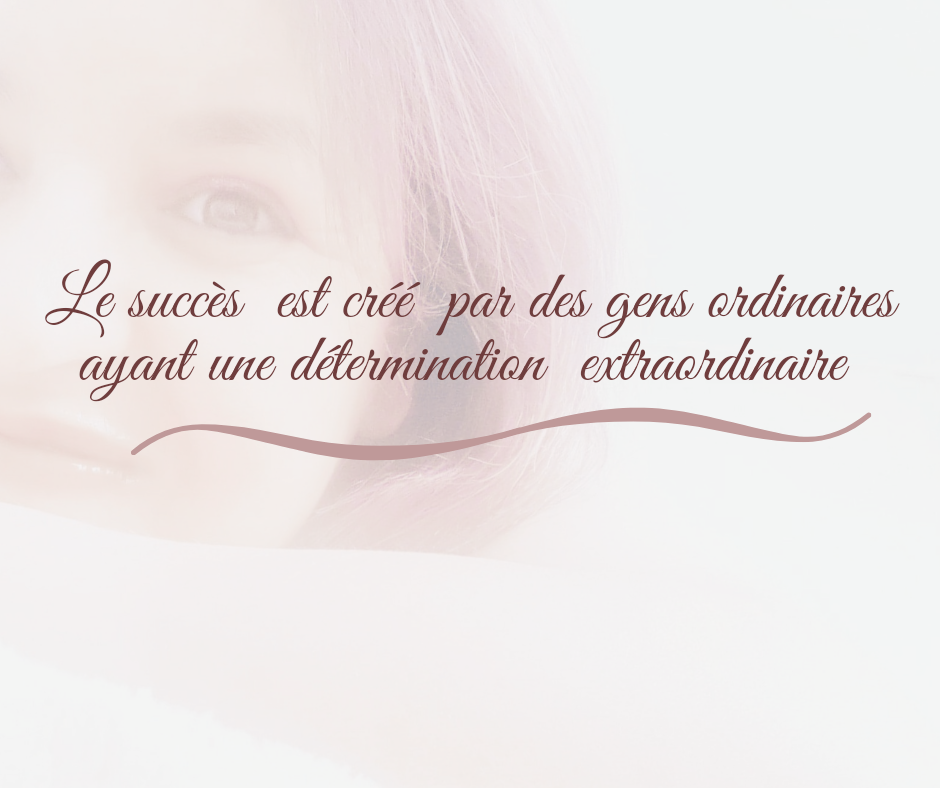 Le succès est créé par des gens ordinaires
ayant une détermination extraordinaire